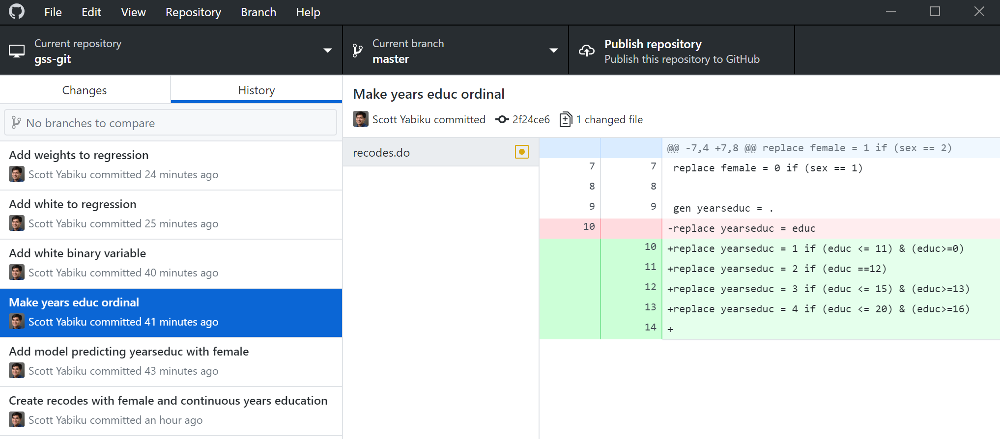 File Edit View Repository Branch Help
Current repository
gss-git
Current branch
master
Publish repository
Publish this repository to GitHub
Changes
History
No branches to compare
Add weights to regression
Scott Yabiku committed 24 minutes ago
Add white to regression
Scott Yabiku committed 25 minutes ago
Add white binary variable
Scott Yabiku committed 40 minutes ago
Make years educ ordinal
Scott Yabiku committed 41 minutes ago
Add model predicting yearseduc with female
Scott Yabiku committed 43 minutes ago
Create recodes with female and continuous years education
Scott Yabiku committed an hour ago
Make years educ ordinal
Scott Yabiku committed 2f24ce6 1 changed file
recodes.do
@@ -7,4 +7,8 @@ replace female = 1 if (sex == 2)
7 7 replace female = 0 if (sex == 1)
8 8
9 9 gen yearseduc = .
10 -replace yearseduc = educ
10 +replace yearseduc = 1 if (educ <= 11) & (educ>=0)
11 +replace yearseduc = 2 if (educ ==12)
12 +replace yearseduc = 3 if (educ <= 15) & (educ>=13)
13 +replace yearseduc = 4 if (educ <= 20) & (educ>=16)
14 +